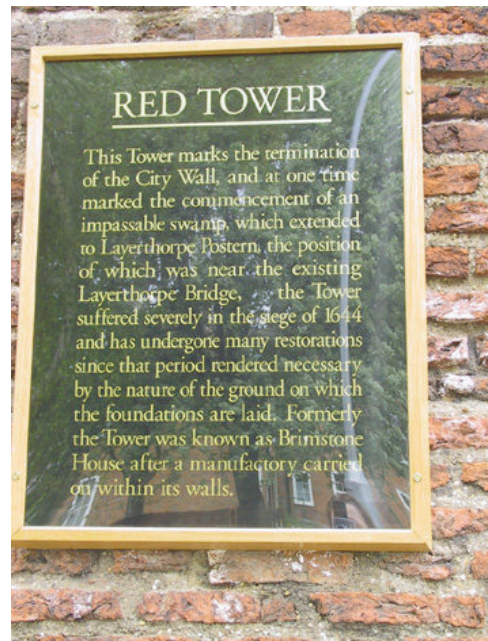 RED TOWER
This Tower marks the termination
of the City Wall, and at one time
marked the commencement of an
impassable swamp, which extended
to Layerthorpe Postern, the position
of which was near the existing
Layerthorpe Bridge, the Tower
suffered severely in the siege of 1644
and has undergone many restorations
since that period rendered necessary
by the nature of the ground on which
the foundations are laid. Formerly
the Tower was known as Brimstone
House after a manufactory carried
on within its walls.